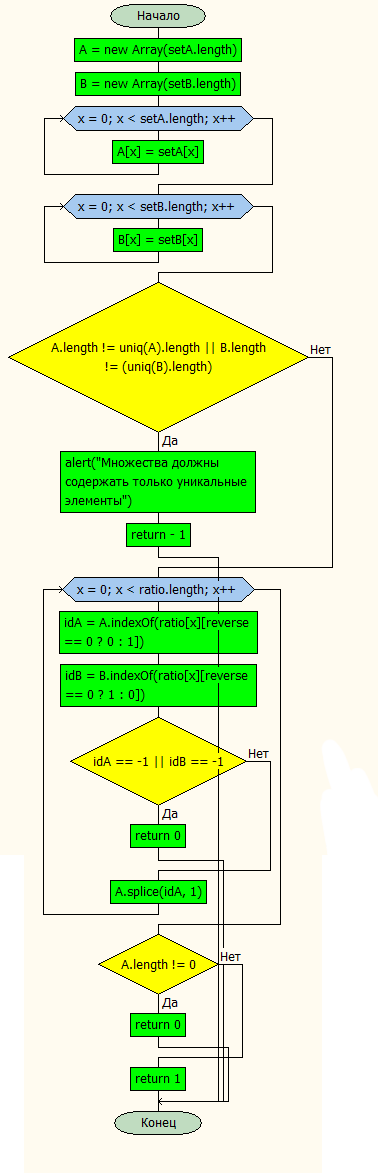 Начало
A = new Array(setA.length)
B = new Array(setB.length)
x = 0; x < setA.length; x++
A[x] = setA[x]
x = 0; x < setB.length; x++
B[x] = setB[x]
A.length != uniq(A).length || B.length
!= (uniq(B).length)
Нет
Да
alert("Множества должны
содержать только уникальные
элементы")
return - 1
x = 0; x < ratio.length; x++
idA = A.indexOf(ratio[x][reverse
== 0 ? 0 : 1])
idB = B.indexOf(ratio[x][reverse
== 0 ? 1 : 0])
idA == -1 || idB == -1
Нет
Да
return 0
A.splice(idA, 1)
A.length != 0
Нет
Да
return 0
return 1
Конец